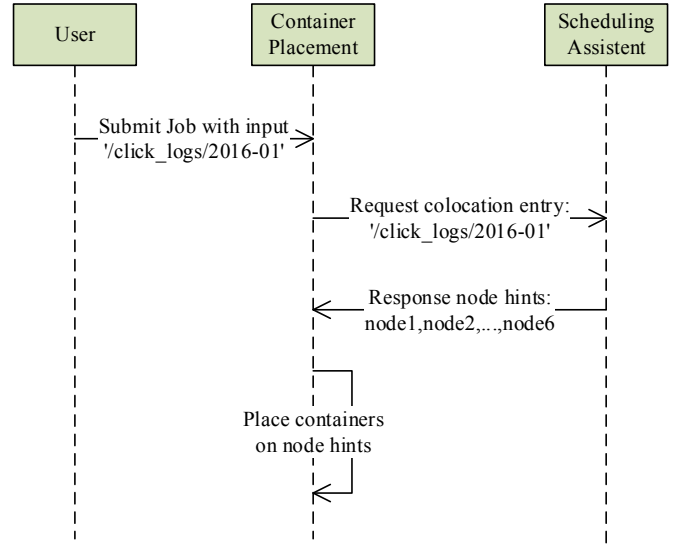 User
Container
Placement
Scheduling
Assistent
Submit Job with input
'/click_logs/2016-01'
Request colocation entry:
'/click_logs/2016-01'
Response node hints:
node1,node2,...,node6
Place containers
on node hints